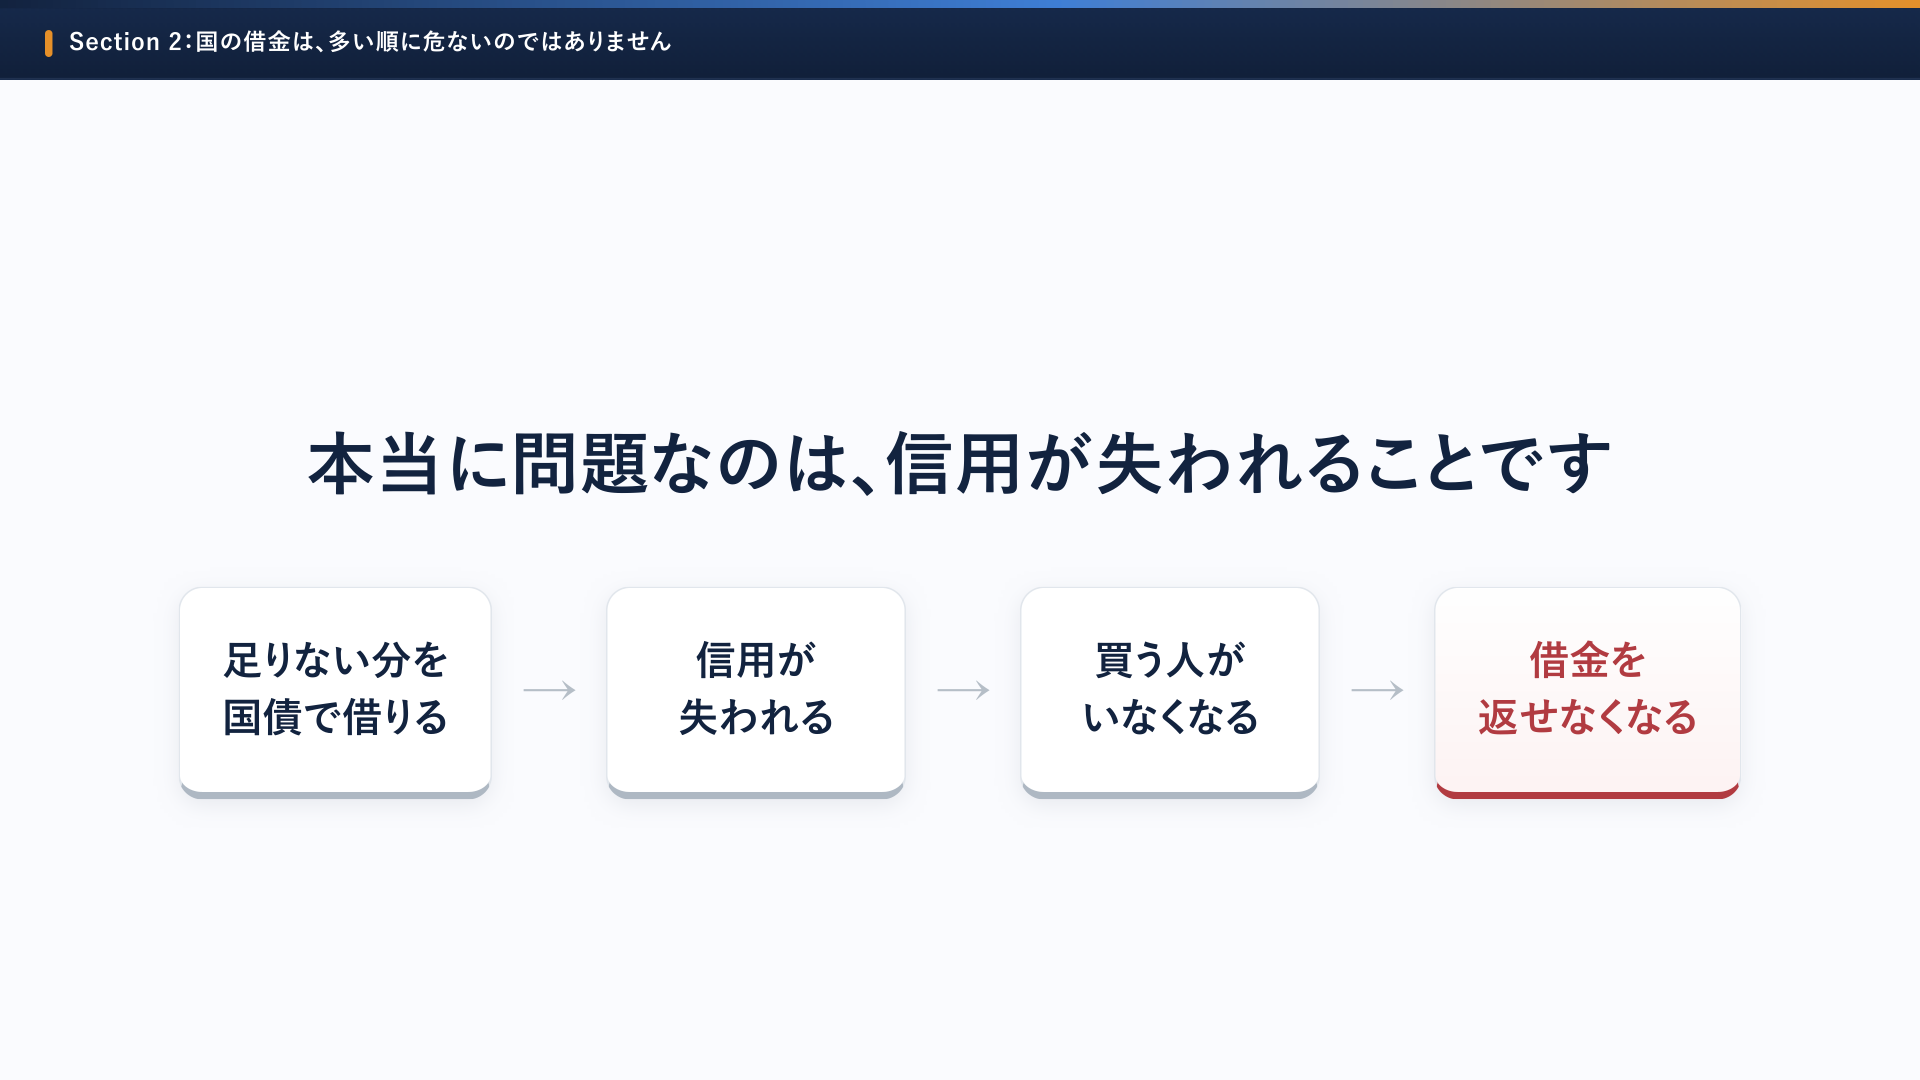 Section 2：国の借金は、多い順に危ないのではありません
本当に問題なのは、信用が失われることです
足りない分を
国債で借りる
→
信用が
失われる
→
買う人が
いなくなる
→
借金を
返せなくなる